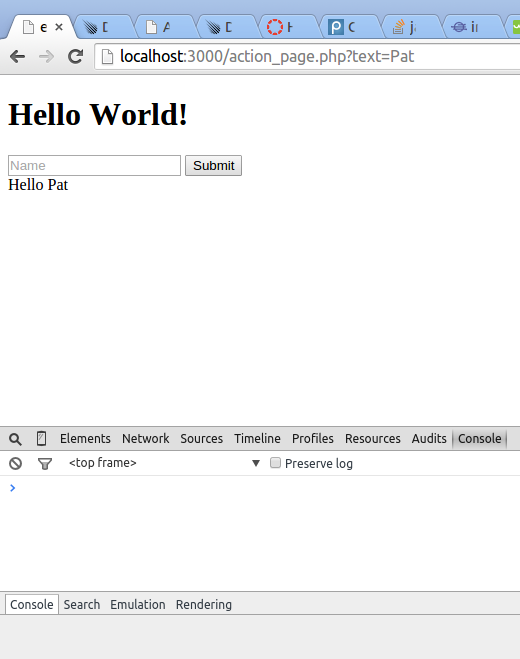 e
D
A
D
H
C
ja
in
localhost:3000/action_page.php?text=Pat
Hello World!
Name Submit
Hello Pat
Elements Network Sources Timeline Profiles Resources Audits Console
<top frame> Preserve log
Console Search Emulation Rendering